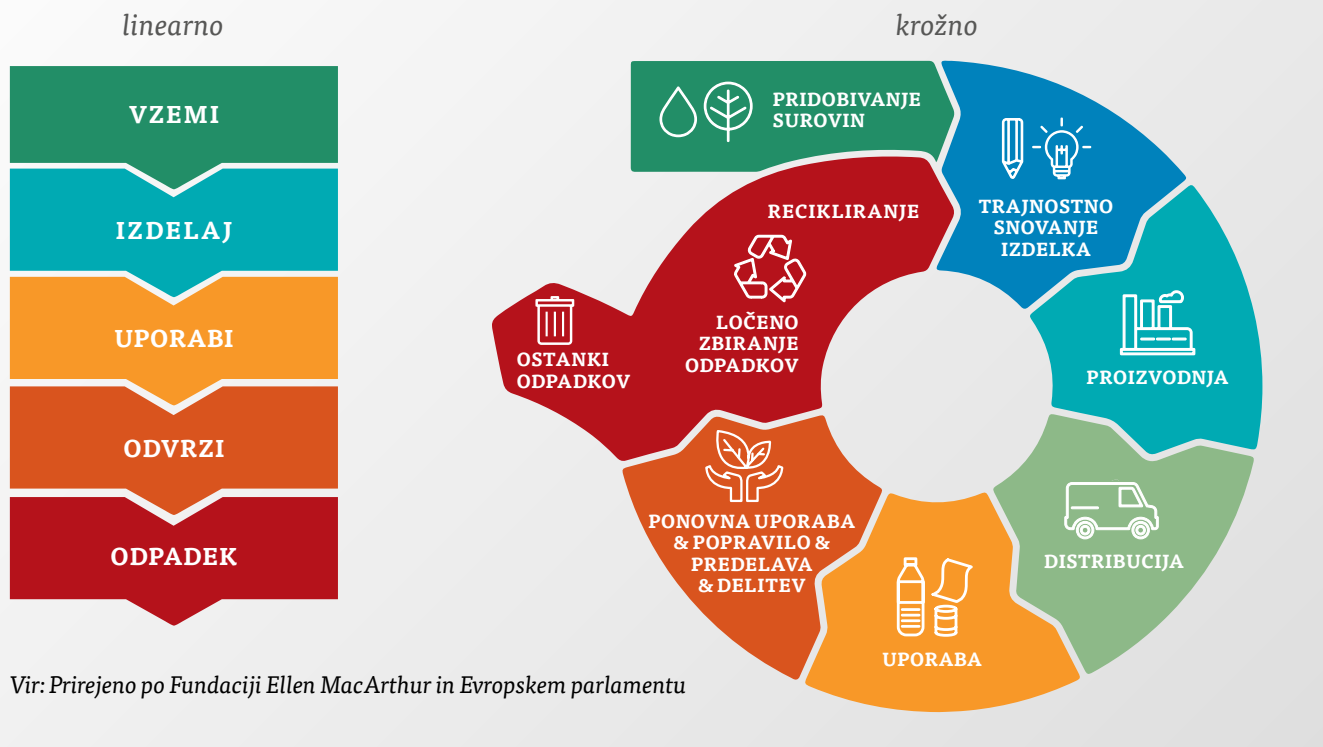 linearno
VZEMI
IZDELAJ
UPORABI
ODVRZI
ODPADEK
krožno
PRIDOBIVANJE
SUROVIN
TRAJNOSTNO
SNOVANJE
IZDELKA
PROIZVODNJA
DISTRIBUCIJA
UPORABA
PONOVNA UPORABA
& POPRAVILO &
PREDELAVA
& DELITEV
RECIKLIRANJE
LOČENO
ZBIRANJE
ODPADKOV
OSTANKI
ODPADKOV
Vir: Prirejeno po Fundaciji Ellen MacArthur in Evropskem parlamentu